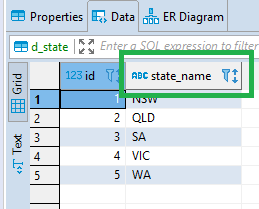 Properties Data ER Diagram
d_state Enter a SQL expression to filter
Grid
Text
123 id ABC state_name
1 1 NSW
2 2 QLD
3 3 SA
4 4 VIC
5 5 WA